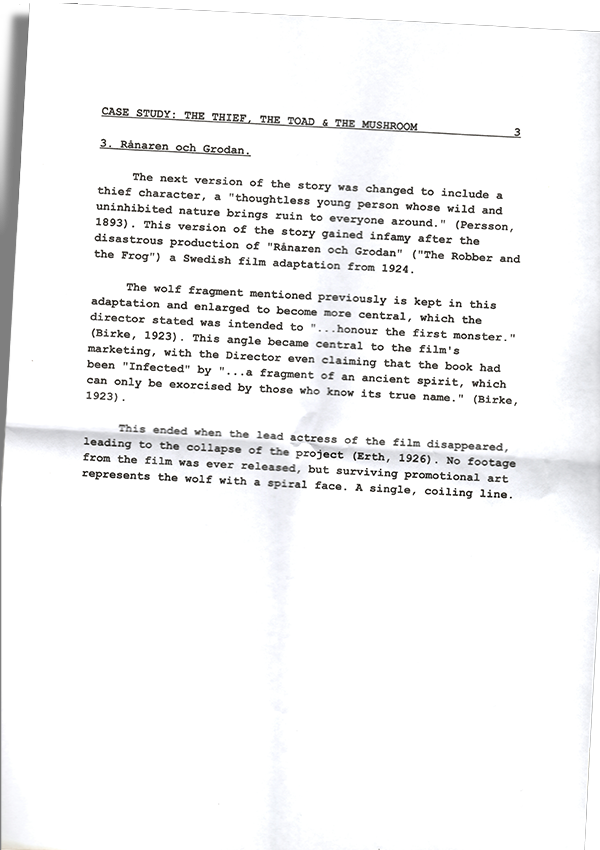 CASE STUDY: THE THIEF, THE TOAD & THE MUSHROOM 3
3. Rånaren och Grodan.
The next version of the story was changed to include a
thief character, a "thoughtless young person whose wild and
uninhibited nature brings ruin to everyone around." (Persson,
1893). This version of the story gained infamy after the
disastrous production of "Rånaren och Grodan" ("The Robber and
the Frog") a Swedish film adaptation from 1924.
The wolf fragment mentioned previously is kept in this
adaptation and enlarged to become more central, which the
director stated was intended to "...honour the first monster."
(Birke, 1923). This angle became central to the film's
marketing, with the Director even claiming that the book had
been "Infected" by "...a fragment of an ancient spirit, which
can only be exorcised by those who know its true name." (Birke,
1923).
This ended when the lead actress of the film disappeared,
leading to the collapse of the project (Erth, 1926). No footage
from the film was ever released, but surviving promotional art
represents the wolf with a spiral face. A single, coiling line.